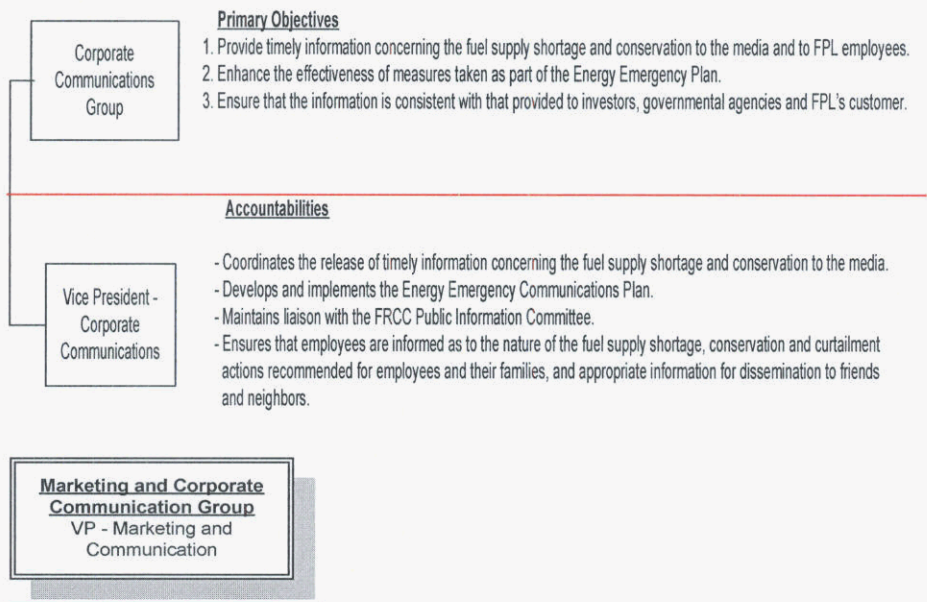 Primary Objectives
Corporate
Communications
Group
1. Provide timely information concerning the fuel supply shortage and conservation to the media and to FPL employees.
2. Enhance the effectiveness of measures taken as part of the Energy Emergency Plan.
3. Ensure that the information is consistent with that provided to investors, governmental agencies and FPL's customer.
Accountabilities
Vice President -
Corporate
Communications
- Coordinates the release of timely information concerning the fuel supply shortage and conservation to the media.
- Develops and implements the Energy Emergency Communications Plan.
- Maintains liaison with the FRCC Public Information Committee.
- Ensures that employees are informed as to the nature of the fuel supply shortage, conservation and curtailment
actions recommended for employees and their families, and appropriate information for dissemination to friends
and neighbors.
Marketing and Corporate
Communication Group
VP - Marketing and
Communication